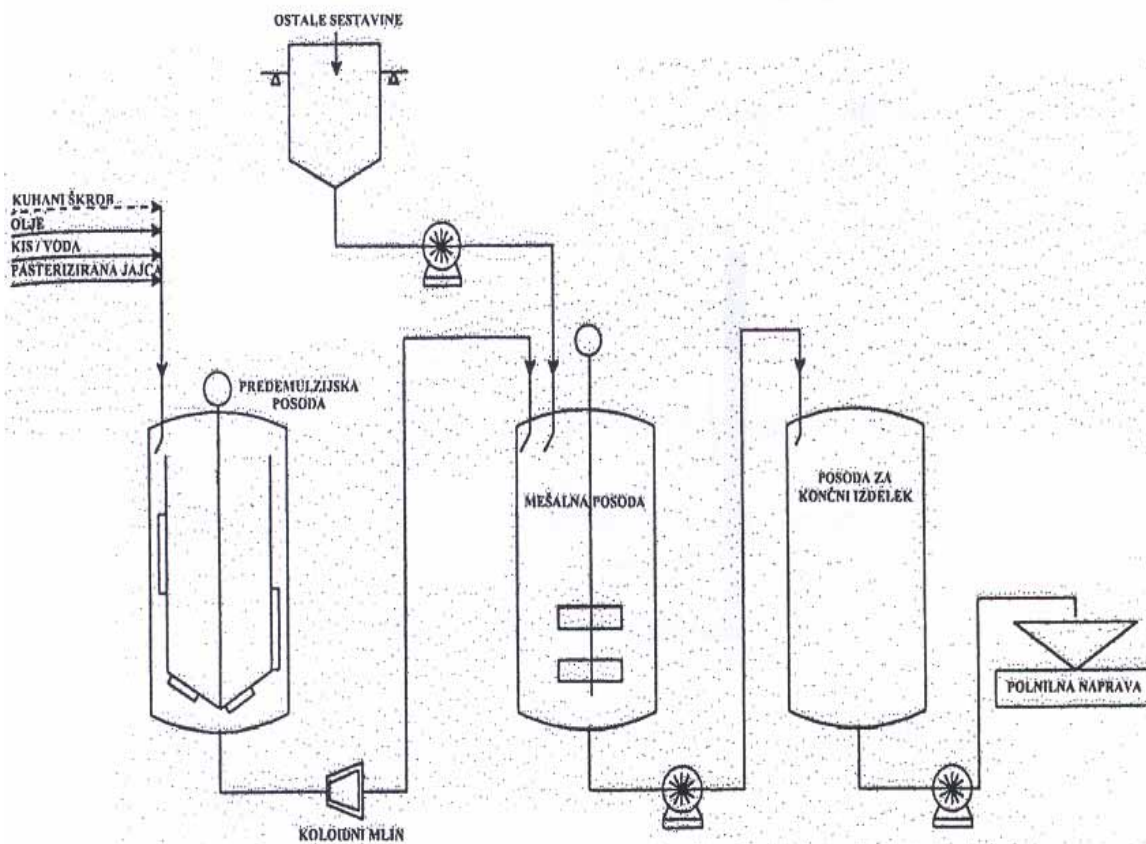 OSTALE SESTAVINE
KUHANI ŠKROB
OLJE
KIS / VODA
PASTERIZIRANA JAJCA
PREDEMULZIJSKA
POSODA
MEŠALNA POSODA
POSODA ZA
KONČNI IZDELEK
POLNILNA NAPRAVA
KOLOIDNI MLIN